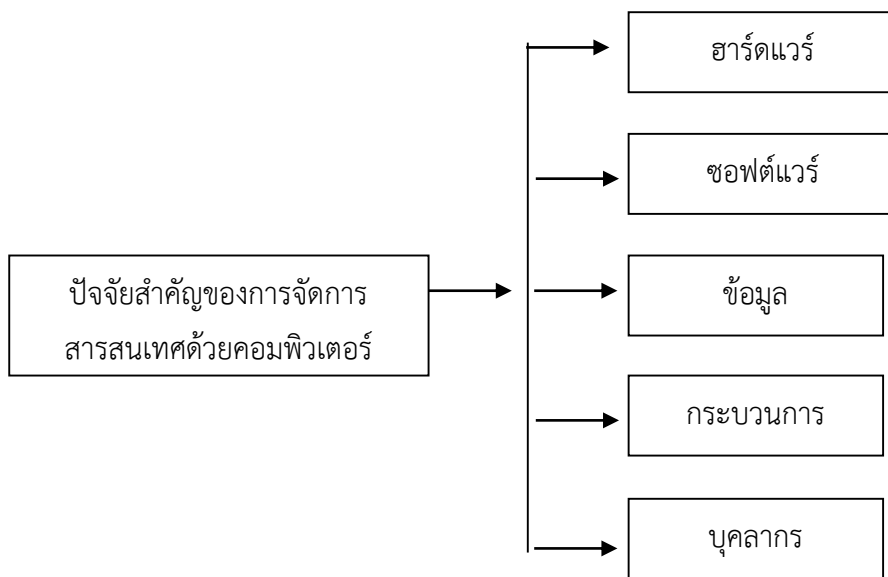 ปัจจัยสำคัญของการจัดการ
สารสนเทศด้วยคอมพิวเตอร์
ฮาร์ดแวร์
ซอฟต์แวร์
ข้อมูล
กระบวนการ
บุคลากร